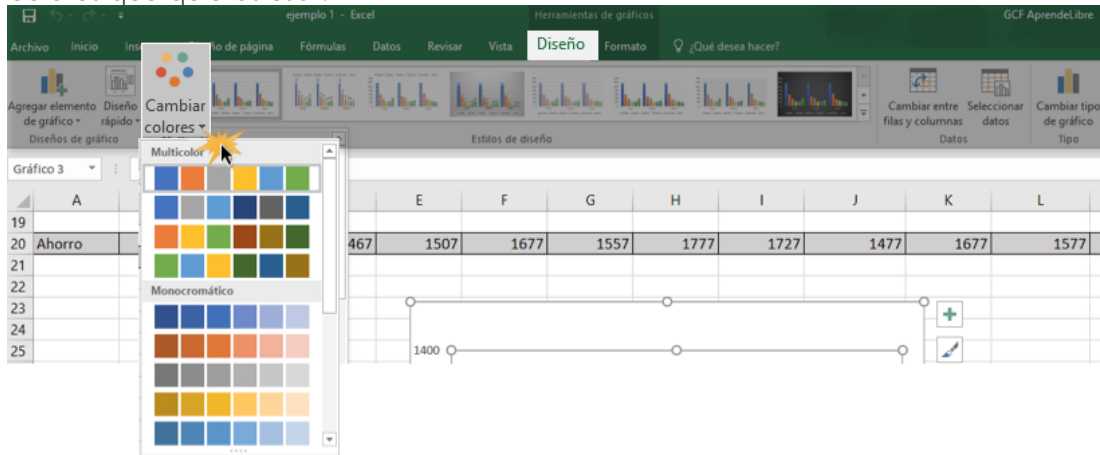 ejemplo 1 - Excel Herramientas de gráficos GCF AprendeLibre
Archivo Inicio de página Fórmulas Datos Revisar Vista Diseño Formato ¿Qué desea hacer?
Agregar elemento de gráfico
Diseño rápido
Cambiar colores
Cambiar entre filas y columnas
Seleccionar datos
Cambiar tipo de gráfico
Diseños de gráfico Estilos de diseño Datos Tipo
Multicolor
Gráfico 3
A E F G H I J K L
19
20 Ahorro 467 1507 1677 1557 1777 1727 1477 1677 1577
21
22
Monocromático
23
24
25 1400